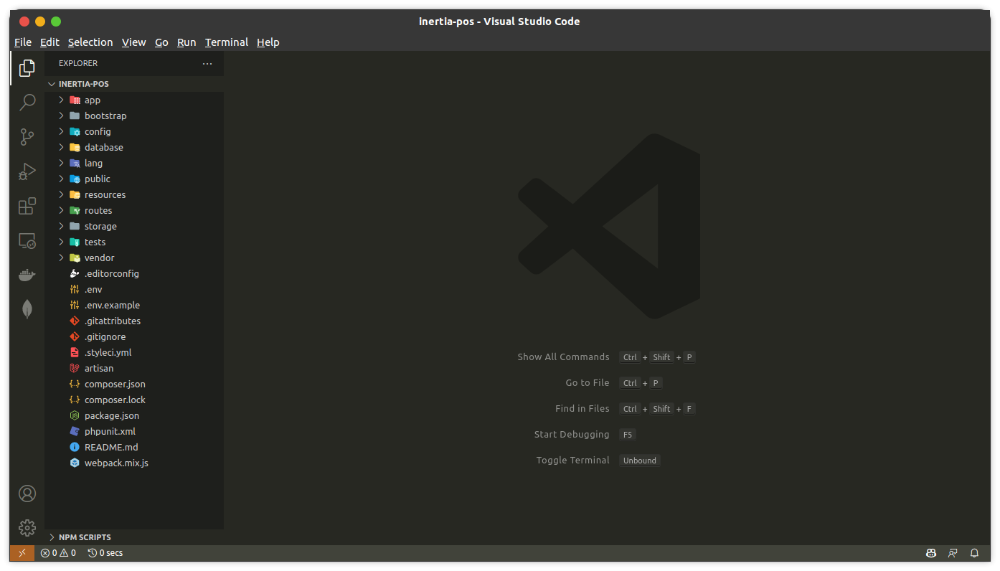 inertia-pos - Visual Studio Code
File Edit Selection View Go Run Terminal Help
EXPLORER
INERTIA-POS
app
bootstrap
config
database
lang
public
resources
routes
storage
tests
vendor
.editorconfig
.env
.env.example
.gitattributes
.gitignore
.styleci.yml
artisan
composer.json
composer.lock
package.json
phpunit.xml
README.md
webpack.mix.js
NPM SCRIPTS
Show All Commands Ctrl + Shift + P
Go to File Ctrl + P
Find in Files Ctrl + Shift + F
Start Debugging F5
Toggle Terminal Unbound
0 0 0 secs